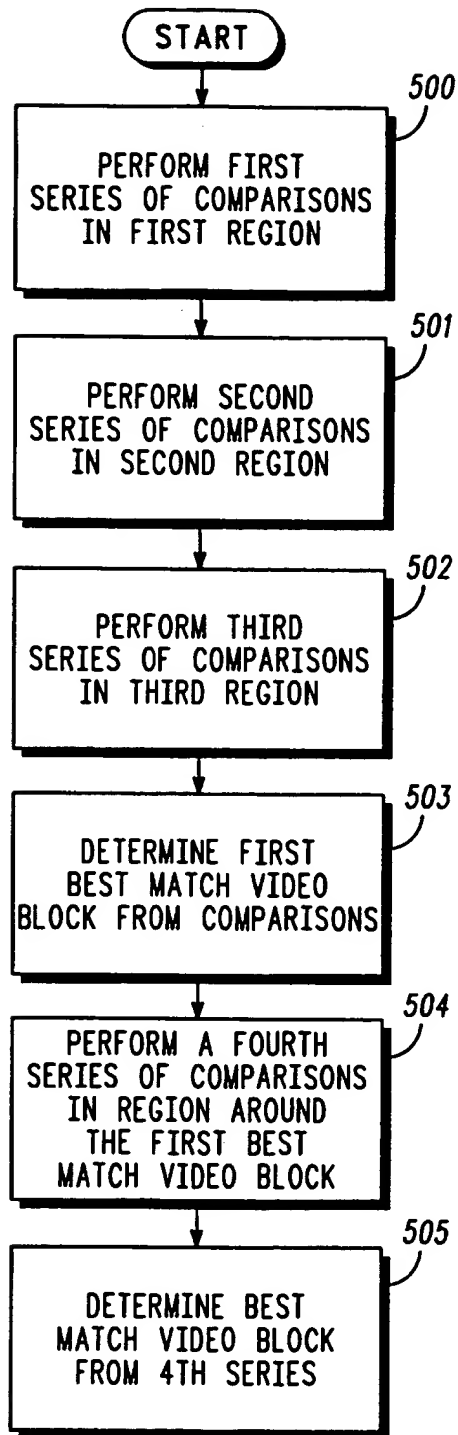 START
500
PERFORM FIRST
SERIES OF COMPARISONS
IN FIRST REGION
501
PERFORM SECOND
SERIES OF COMPARISONS
IN SECOND REGION
502
PERFORM THIRD
SERIES OF COMPARISONS
IN THIRD REGION
503
DETERMINE FIRST
BEST MATCH VIDEO
BLOCK FROM COMPARISONS
504
PERFORM A FOURTH
SERIES OF COMPARISONS
IN REGION AROUND
THE FIRST BEST
MATCH VIDEO BLOCK
505
DETERMINE BEST
MATCH VIDEO BLOCK
FROM 4TH SERIES